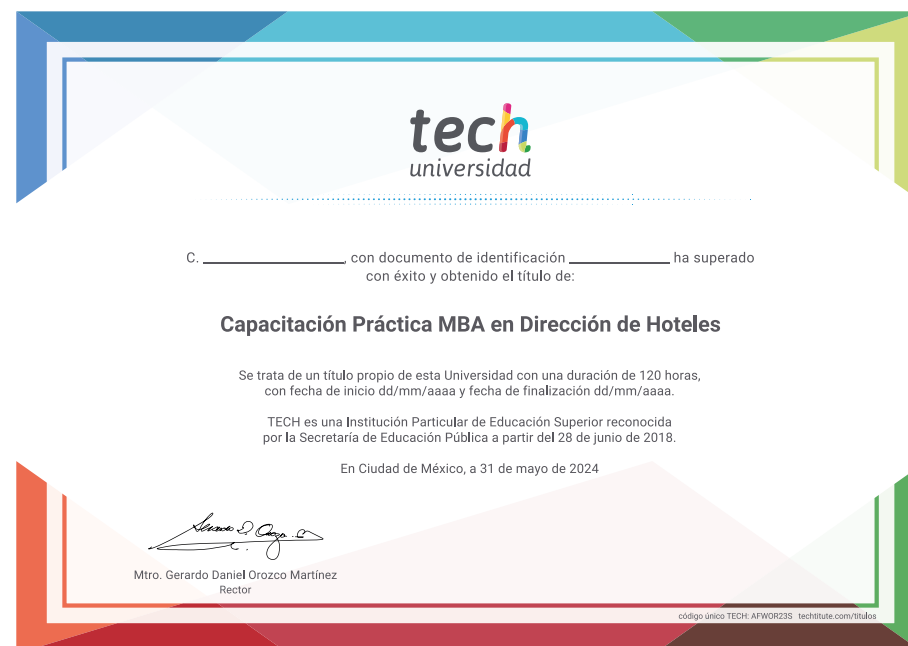 tech
universidad
C. ____________, con documento de identificación ____________ ha superado
con éxito y obtenido el título de:
Capacitación Práctica MBA en Dirección de Hoteles
Se trata de un título propio de esta Universidad con una duración de 120 horas,
con fecha de inicio dd/mm/aaaa y fecha de finalización dd/mm/aaaa.
TECH es una Institución Particular de Educación Superior reconocida
por la Secretaría de Educación Pública a partir del 28 de junio de 2018.
En Ciudad de México, a 31 de mayo de 2024
Mtro. Gerardo Daniel Orozco Martínez
Rector
código único TECH: AFWOR23S techtitute.com/titulos